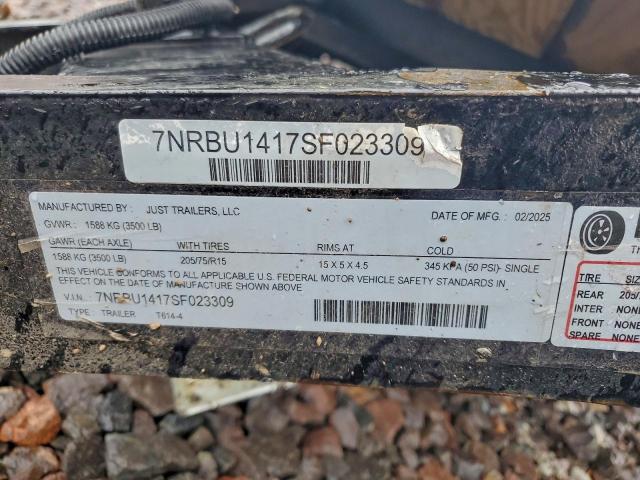 7NRBU1417SF023309
MANUFACTURED BY : JUST TRAILERS, LLC DATE OF MFG. : 02/2025
GVWR : 1588 KG (3500 LB)
GAWR (EACH AXLE) WITH TIRES RIMS AT COLD
1588 KG (3500 LB) 205/75/R15 15 X 5 X 4.5 345 KPA (50 PSI)- SINGLE
THIS VEHICLE CONFORMS TO ALL APPLICABLE U.S. FEDERAL MOTOR VEHICLE SAFETY STANDARDS IN
EFFECT ON THE DATE OF MANUFACTURE SHOWN ABOVE
V.I.N. 7NRBU1417SF023309
TYPE: TRAILER T614-4
TIRE SIZ
REAR 205
INTER NONE
FRONT NONE
SPARE NONE